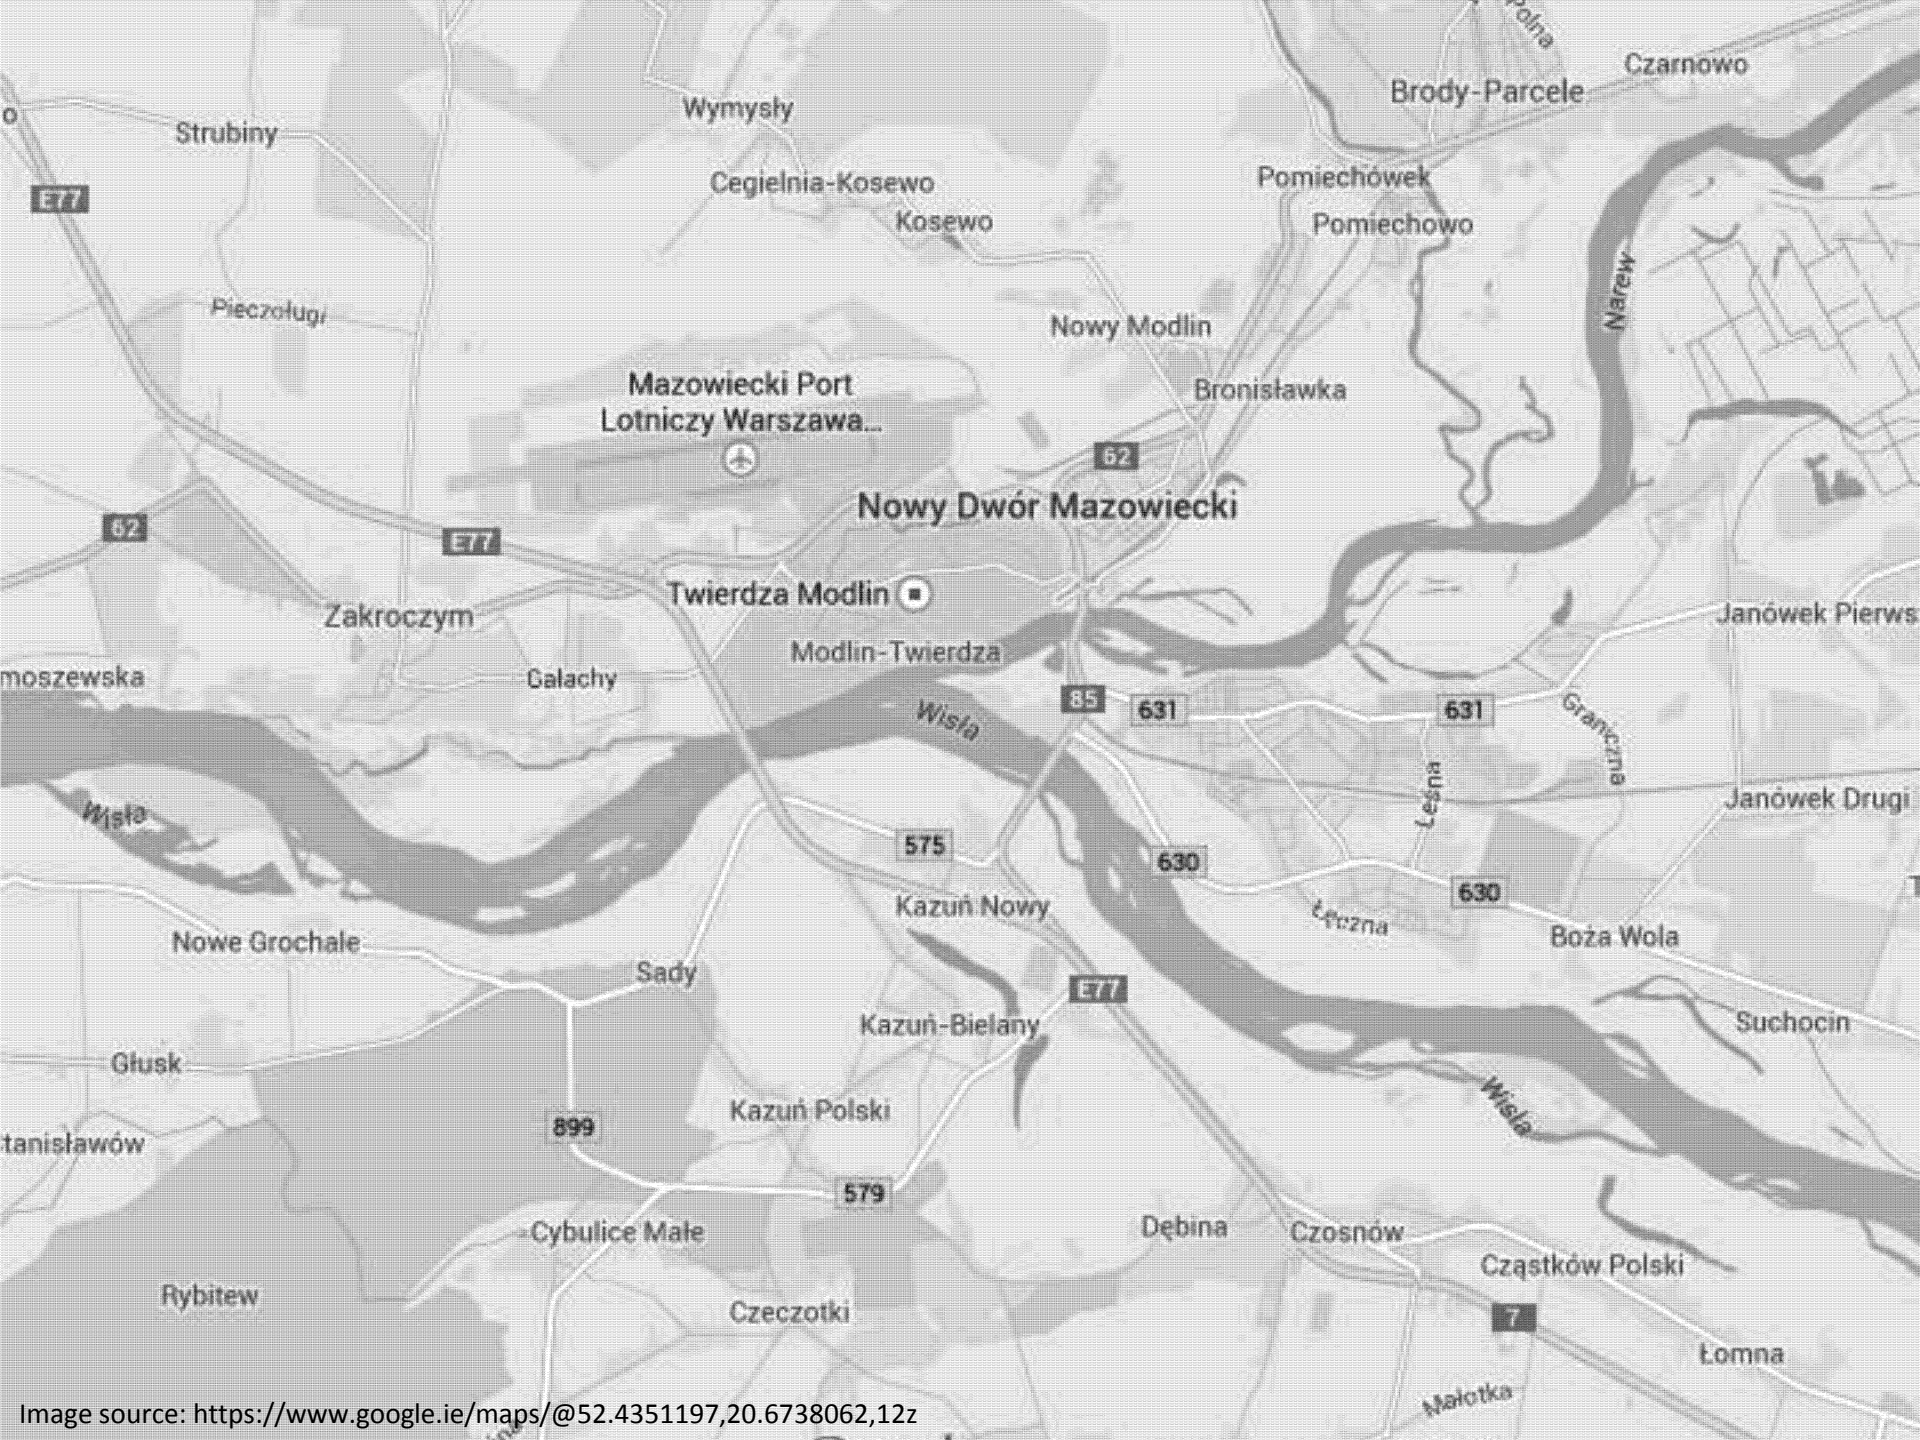 Polna
Czarnowo
Brody-Parcele
o
Wymysły
Strubiny
Pomiechówek
Cegielnia-Kosewo
E77
Kosewo
Pomiechowo
Narew
Pieczoługi
Nowy Modlin
Mazowiecki Port
Lotniczy Warszawa...
Bronisławka
62
Nowy Dwór Mazowiecki
62
E77
Twierdza Modlin
Zakroczym
Janówek Pierws
Modlin-Twierdza
moszewska
Gałachy
85
631
631
Graniczna
Wisła
Leśna
Janówek Drugi
Wisła
575
630
630
Kazuń Nowy
Łęczna
T
Boża Wola
Nowe Grochale
Sady
E77
Kazuń-Bielany
Suchocin
Głusk
Wisła
Kazuń Polski
899
tanisławów
579
Cybulice Małe
Dębina
Czosnów
Cząstków Polski
Rybitew
Czeczotki
7
Łomna
Małotka
Image source: https://www.google.ie/maps/@52.4351197,20.6738062,12z